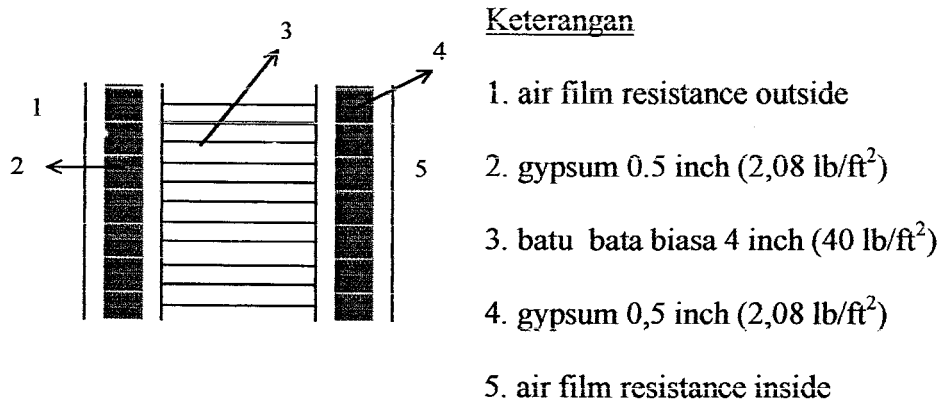 3
4
1
2
5
Keterangan
1. air film resistance outside
2. gypsum 0.5 inch (2,08 lb/ft²)
3. batu bata biasa 4 inch (40 lb/ft²)
4. gypsum 0,5 inch (2,08 lb/ft²)
5. air film resistance inside